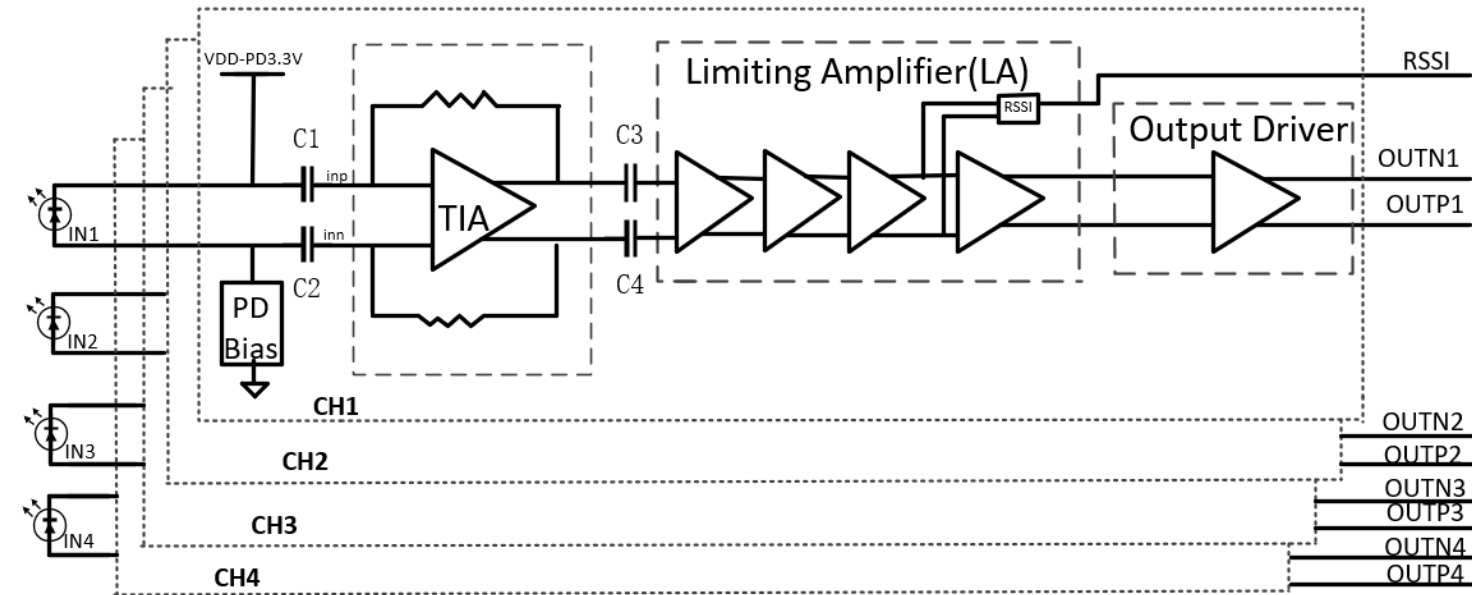 VDD-PD3.3V
Limiting Amplifier(LA)
RSSI
RSSI
Output Driver
C1
C3
inp
OUTN1
TIA
OUTP1
IN1
inn
C2
C4
PD
Bias
IN2
CH1
IN3
OUTN2
CH2
OUTP2
OUTN3
OUTP3
CH3
IN4
OUTN4
CH4
OUTP4